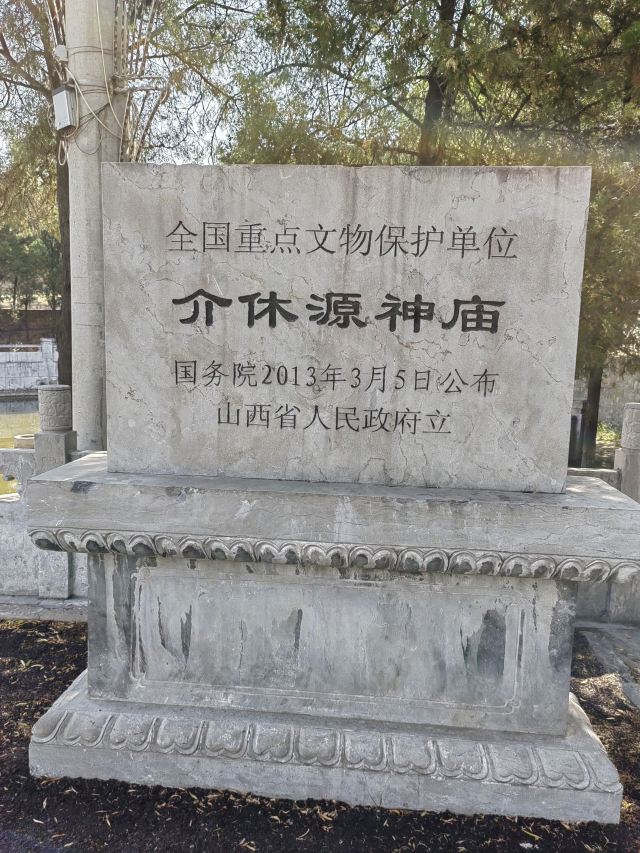 全国重点文物保护单位
介休源神庙
国务院2013年3月5日公布
山西省人民政府立